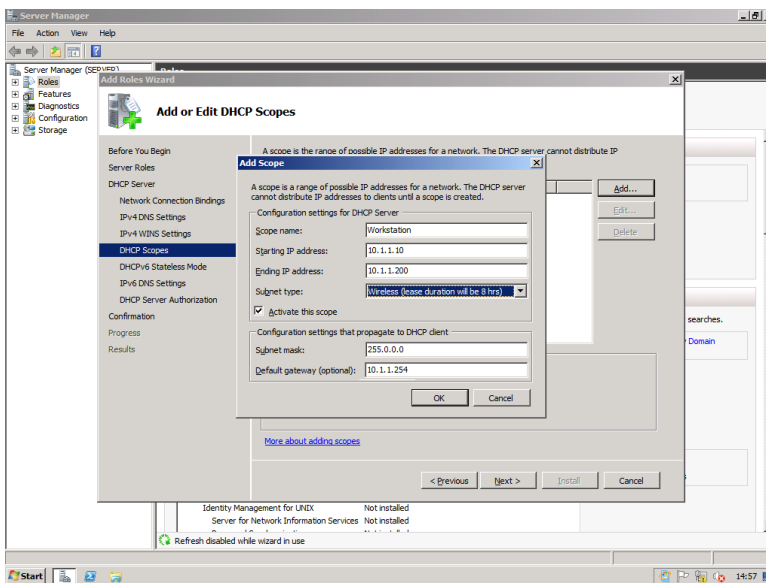 Server Manager
File Action View Help
Server Manager (SERVER)
Roles
Roles
Features
Diagnostics
Configuration
Storage
Add Roles Wizard
Add or Edit DHCP Scopes
Before You Begin
Server Roles
DHCP Server
Network Connection Bindings
IPv4 DNS Settings
IPv4 WINS Settings
DHCP Scopes
DHCPv6 Stateless Mode
IPv6 DNS Settings
DHCP Server Authorization
Confirmation
Progress
Results
A scope is the range of possible IP addresses for a network. The DHCP server cannot distribute IP
Add...
Edit...
Delete
Add Scope
A scope is a range of possible IP addresses for a network. The DHCP server
cannot distribute IP addresses to clients until a scope is created.
Configuration settings for DHCP Server
Scope name: Workstation
Starting IP address: 10.1.1.10
Ending IP address: 10.1.1.200
Subnet type: Wireless (lease duration will be 8 hrs)
Activate this scope
Configuration settings that propagate to DHCP client
Subnet mask: 255.0.0.0
Default gateway (optional): 10.1.1.254
OK Cancel
More about adding scopes
< Previous Next > Install Cancel
searches.
Domain
Identity Management for UNIX Not installed
Server for Network Information Services Not installed
Refresh disabled while wizard in use
Start
14:57